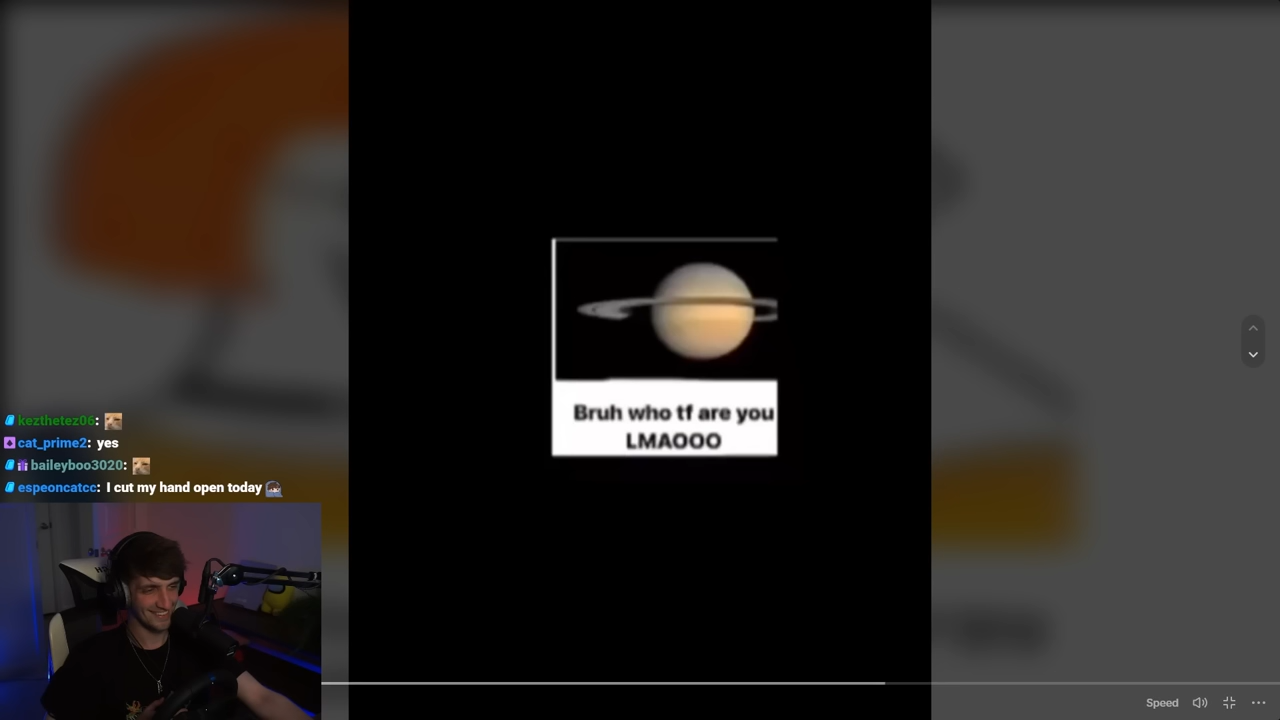 Bruh who tf are you
LMAOOO
kezthetez06:
cat_prime2: yes
baileyboo3020:
espeoncatcc: I cut my hand open today
Speed